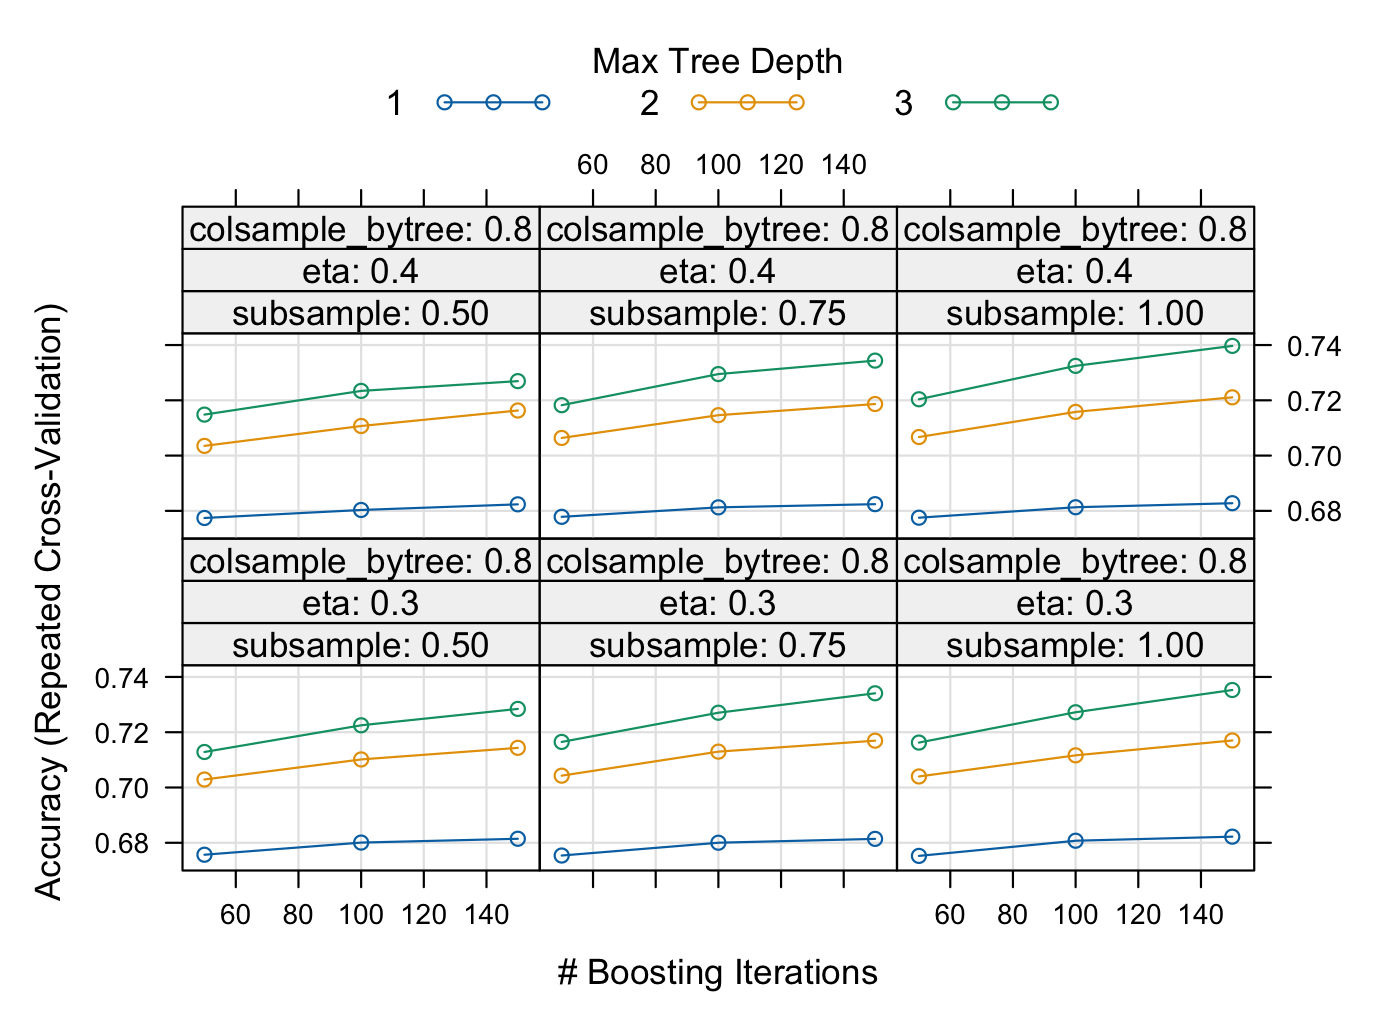 Max Tree Depth
1 2 3
60 80 100 120 140
colsample_bytree: 0.8 colsample_bytree: 0.8 colsample_bytree: 0.8
eta: 0.4 eta: 0.4 eta: 0.4
subsample: 0.50 subsample: 0.75 subsample: 1.00
0.74
0.72
0.70
0.68
colsample_bytree: 0.8 colsample_bytree: 0.8 colsample_bytree: 0.8
eta: 0.3 eta: 0.3 eta: 0.3
subsample: 0.50 subsample: 0.75 subsample: 1.00
0.74
0.72
0.70
0.68
60 80 100 120 140 60 80 100 120 140
# Boosting Iterations
Accuracy (Repeated Cross-Validation)